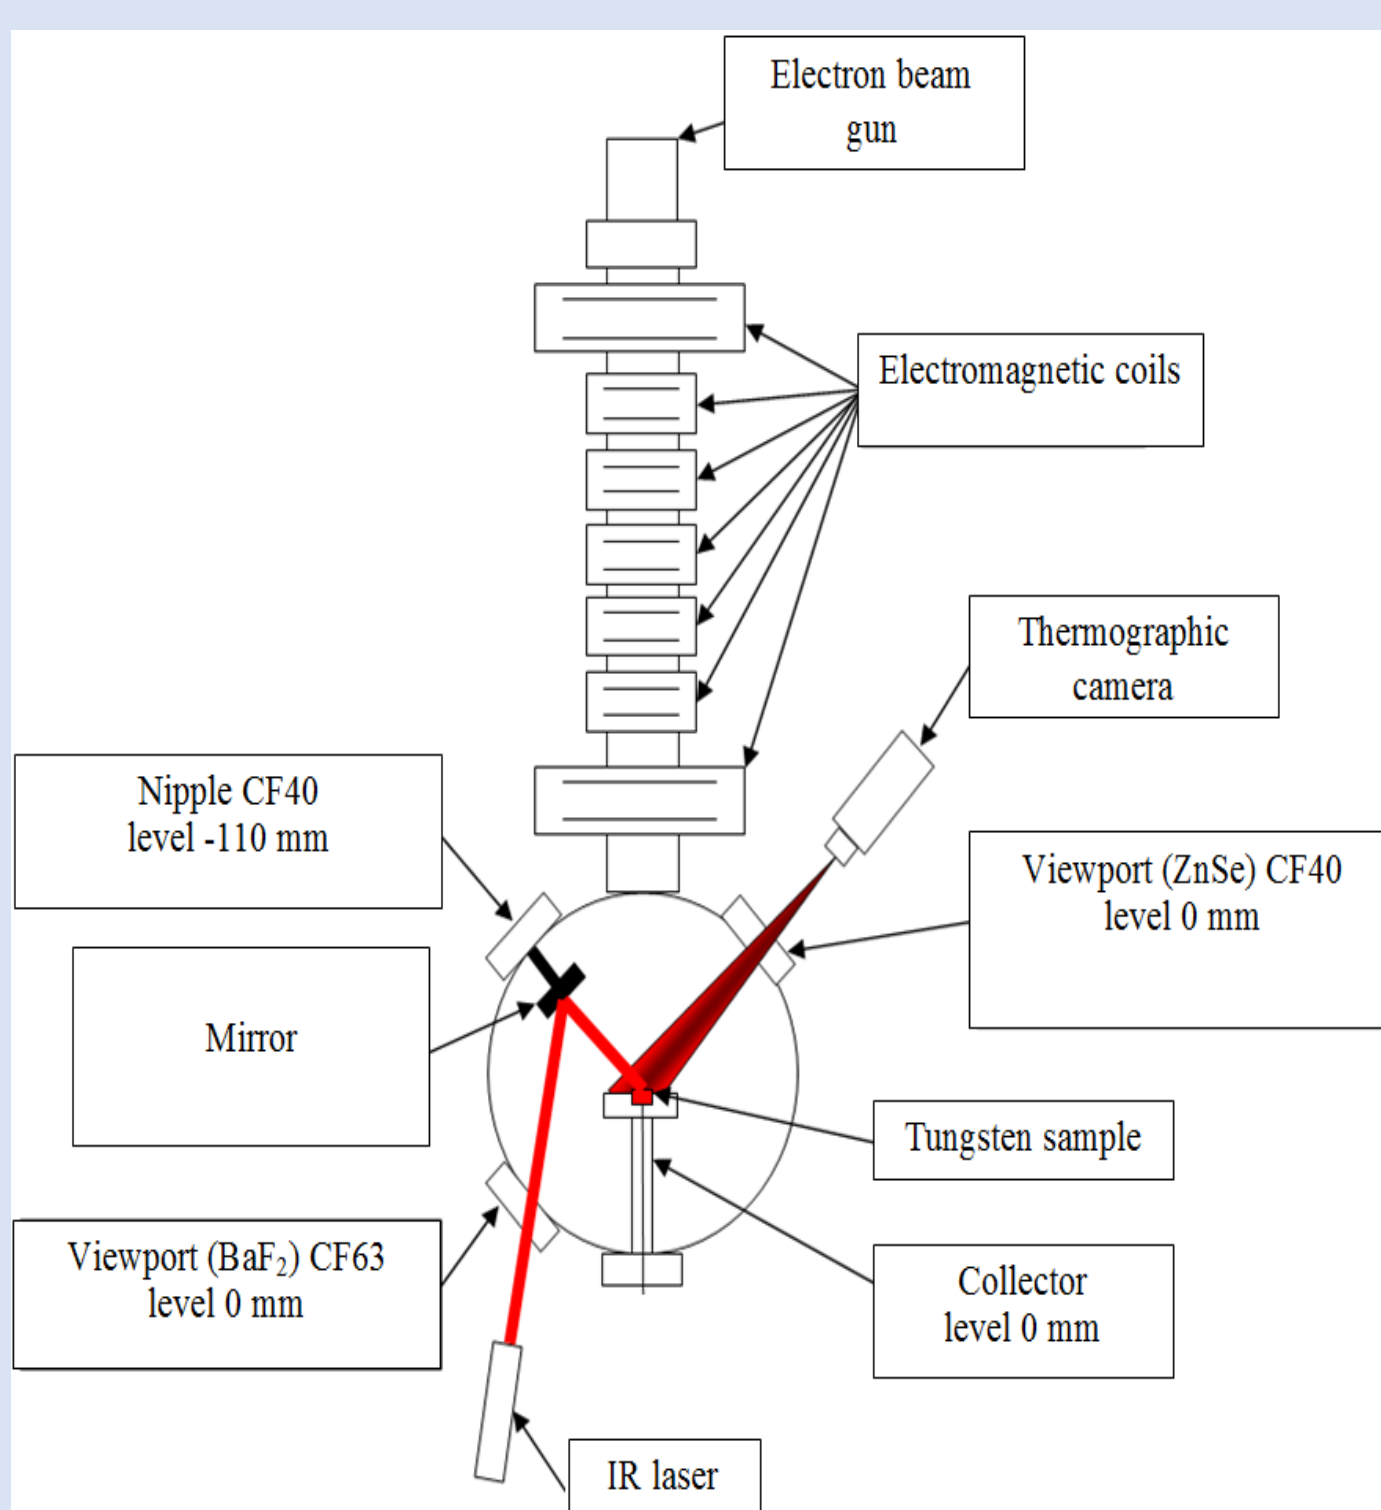 Electron beam
gun
Electromagnetic coils
Thermographic
camera
Nipple CF40
level -110 mm
Viewport (ZnSe) CF40
level 0 mm
Mirror
Tungsten sample
Viewport (BaF₂) CF63
level 0 mm
Collector
level 0 mm
IR laser